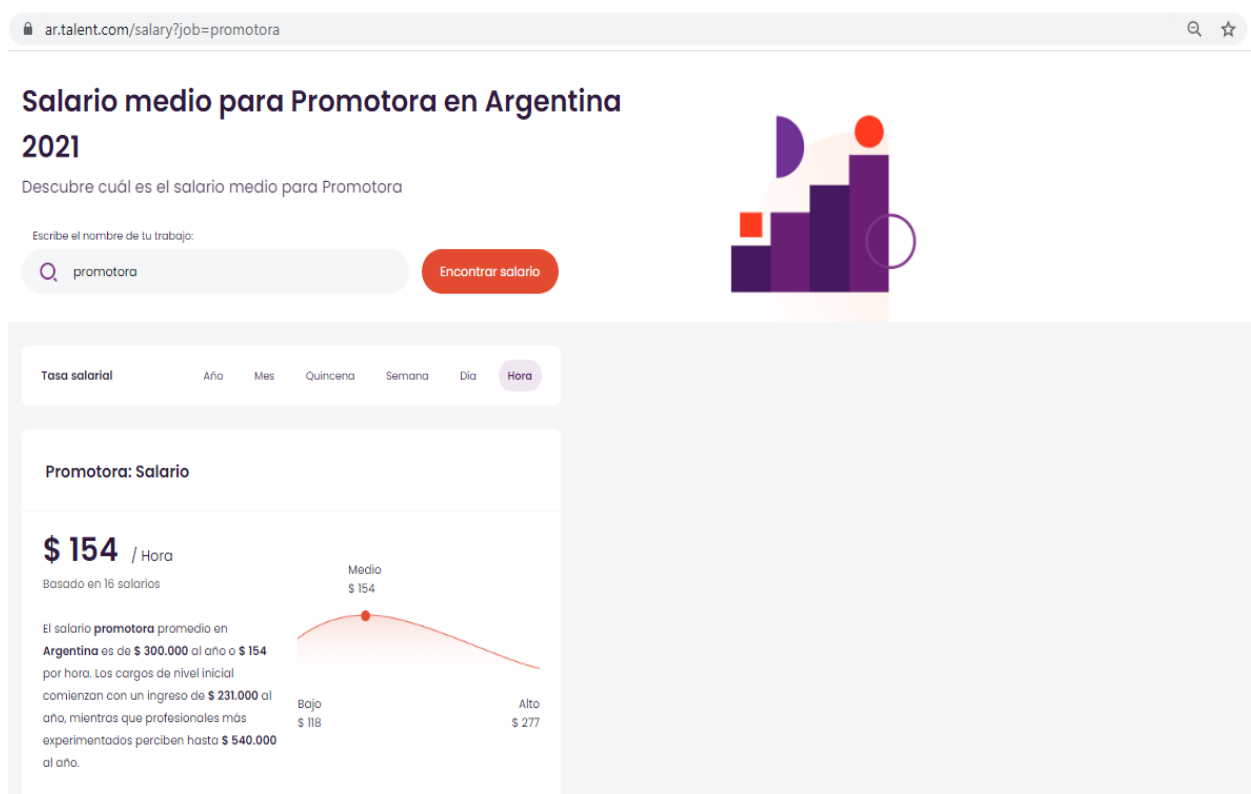 ar.talent.com/salary?job=promotora
Salario medio para Promotora en Argentina
2021
Descubre cuál es el salario medio para Promotora
Escribe el nombre de tu trabajo:
promotora
Encontrar salario
Tasa salarial Año Mes Quincena Semana Día Hora
Promotora: Salario
$ 154 / Hora
Basado en 16 salarios
El salario promotora promedio en
Argentina es de $ 300.000 al año o $ 154
por hora. Los cargos de nivel inicial
comienzan con un ingreso de $ 231.000 al
año, mientras que profesionales más
experimentados perciben hasta $ 540.000
al año.
Medio
$ 154
Bajo
$ 118
Alto
$ 277